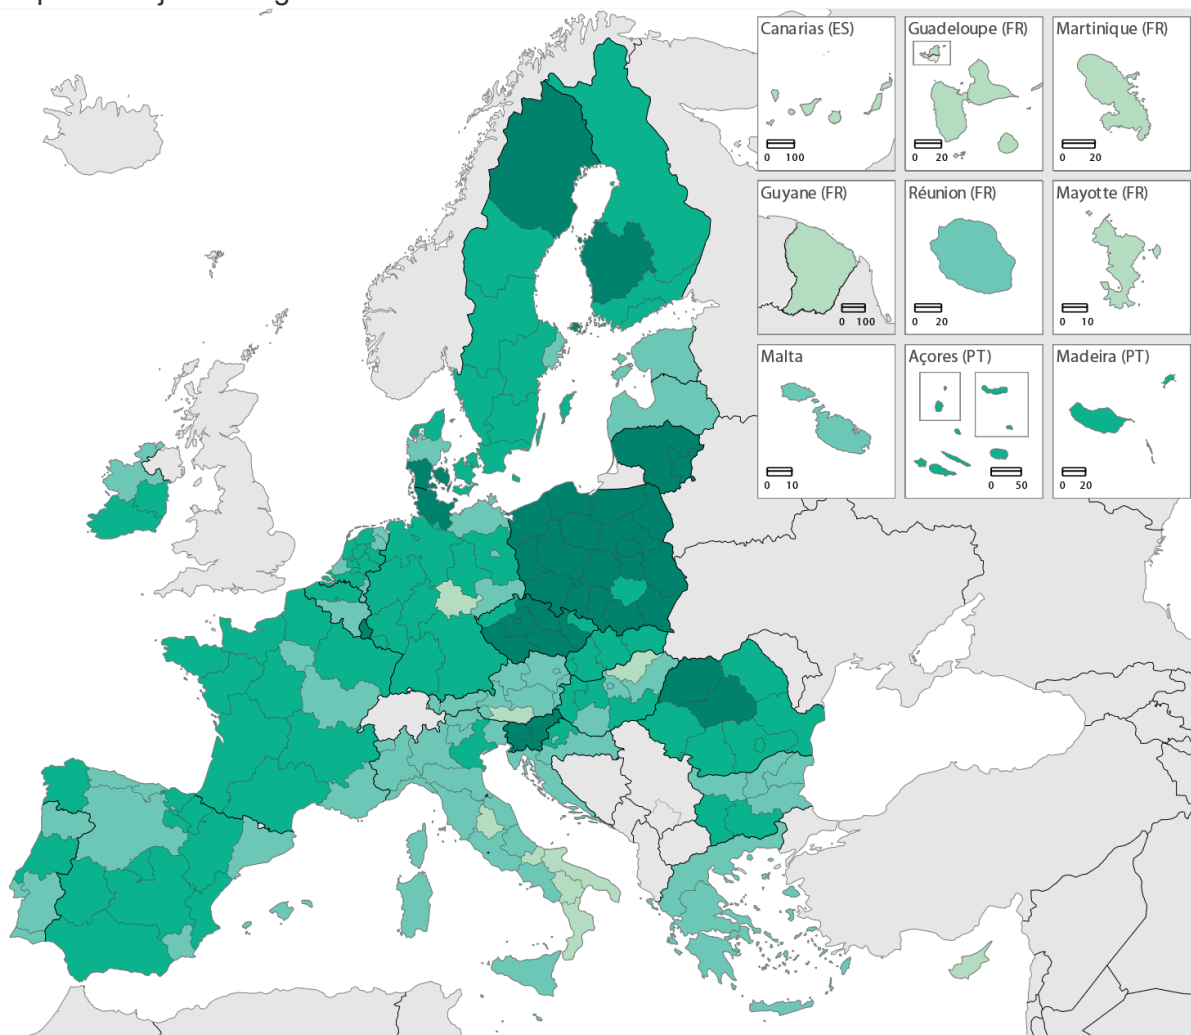 Canarias (ES)
0 100
Guadeloupe (FR)
0 20
Martinique (FR)
0 20
Guyane (FR)
0 100
Réunion (FR)
0 20
Mayotte (FR)
0 10
Malta
0 10
Açores (PT)
0 50
Madeira (PT)
0 20